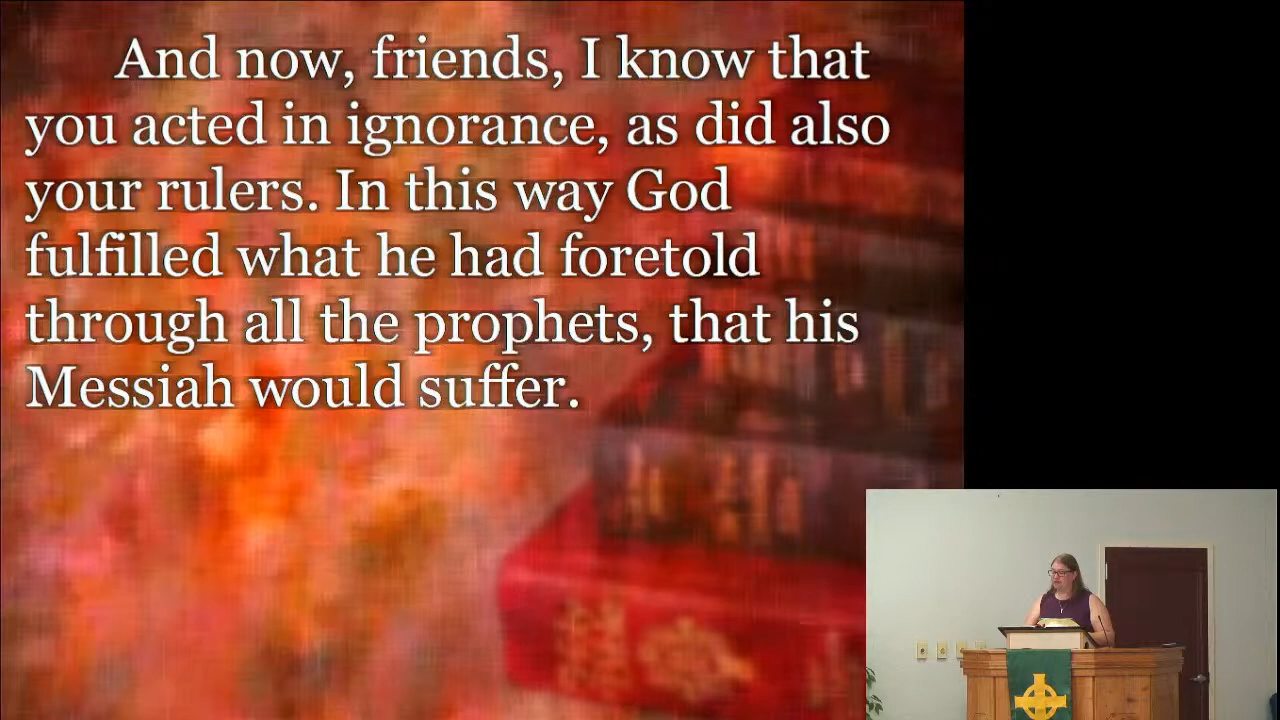 And now, friends, I know that
you acted in ignorance, as did also
your rulers. In this way God
fulfilled what he had foretold
through all the prophets, that his
Messiah would suffer.